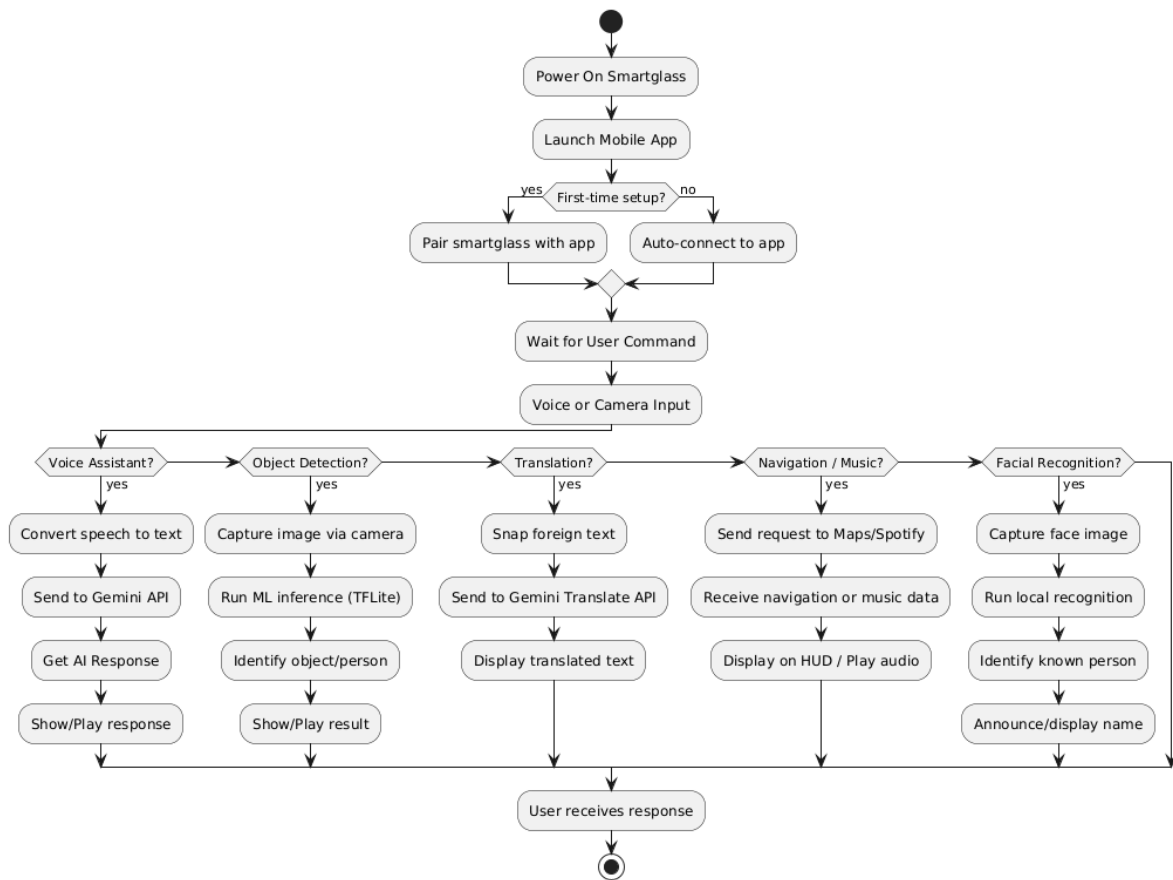 Power On Smartglass
Launch Mobile App
yes
First-time setup?
no
Pair smartglass with app
Auto-connect to app
Wait for User Command
Voice or Camera Input
Voice Assistant?
yes
Convert speech to text
Send to Gemini API
Get AI Response
Show/Play response
Object Detection?
yes
Capture image via camera
Run ML inference (TFLite)
Identify object/person
Show/Play result
Translation?
yes
Snap foreign text
Send to Gemini Translate API
Display translated text
Navigation / Music?
yes
Send request to Maps/Spotify
Receive navigation or music data
Display on HUD / Play audio
Facial Recognition?
yes
Capture face image
Run local recognition
Identify known person
Announce/display name
User receives response